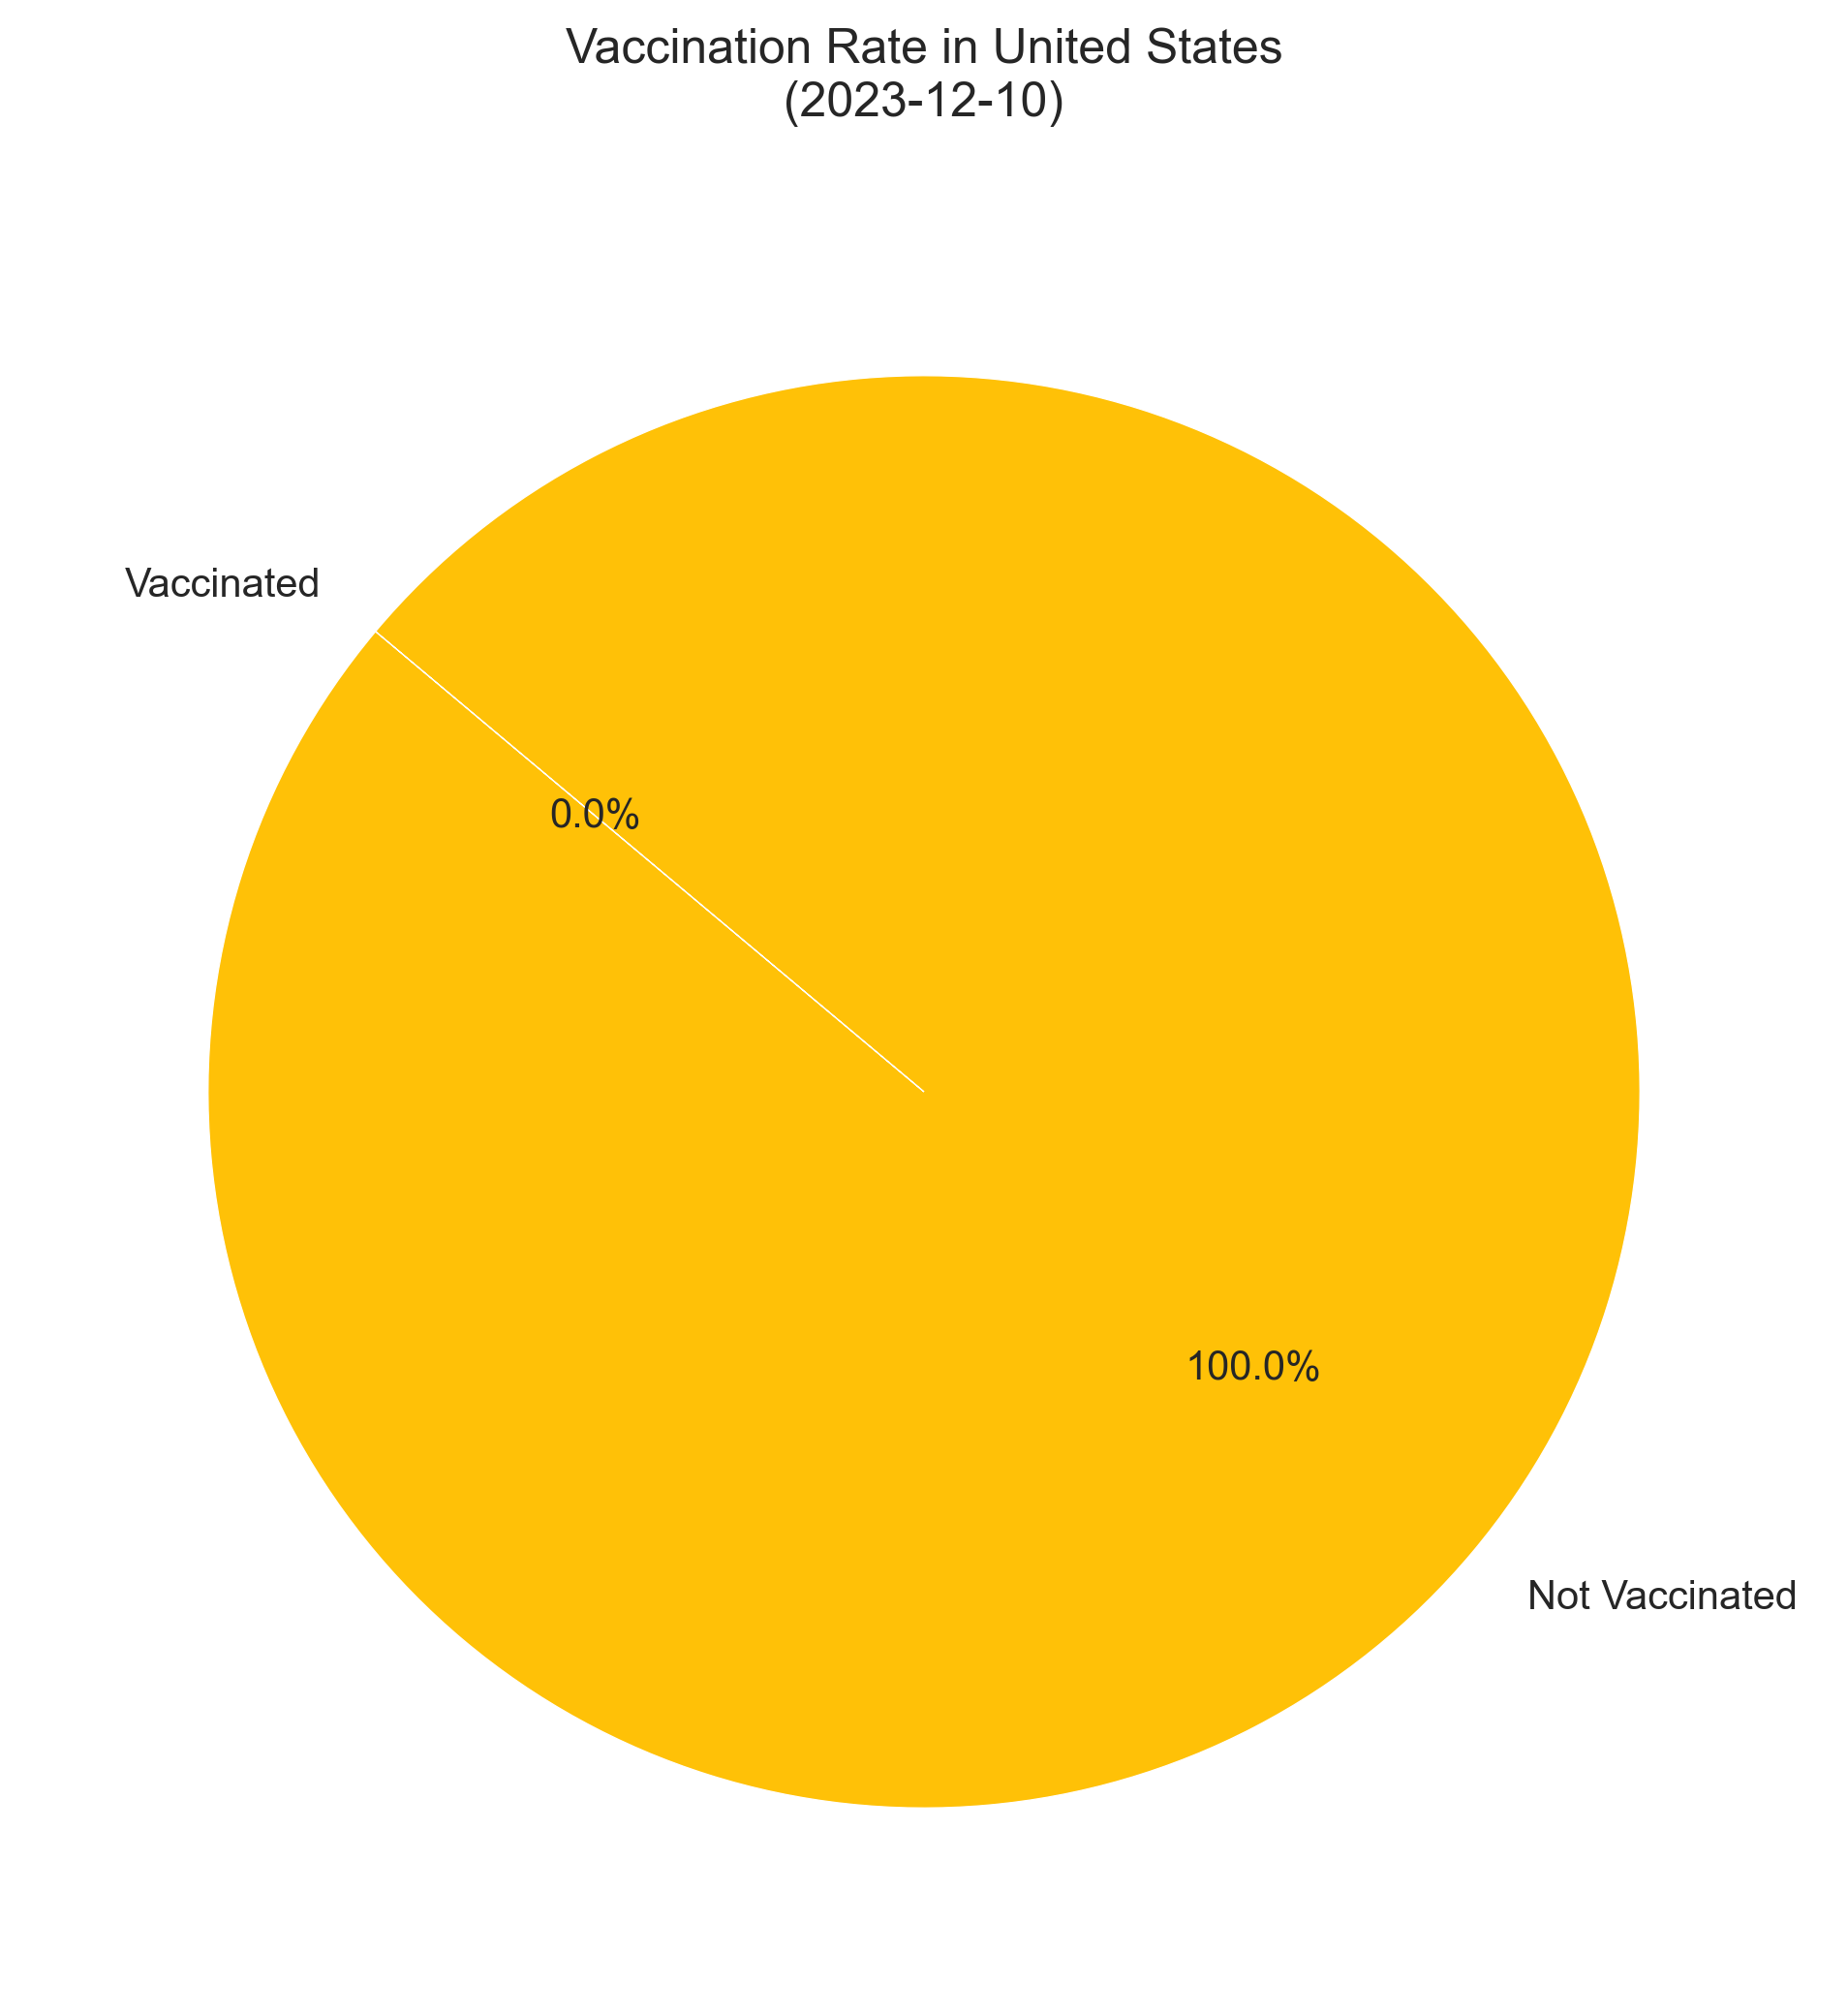 Vaccination Rate in United States
(2023-12-10)
Vaccinated
0.0%
100.0%
Not Vaccinated